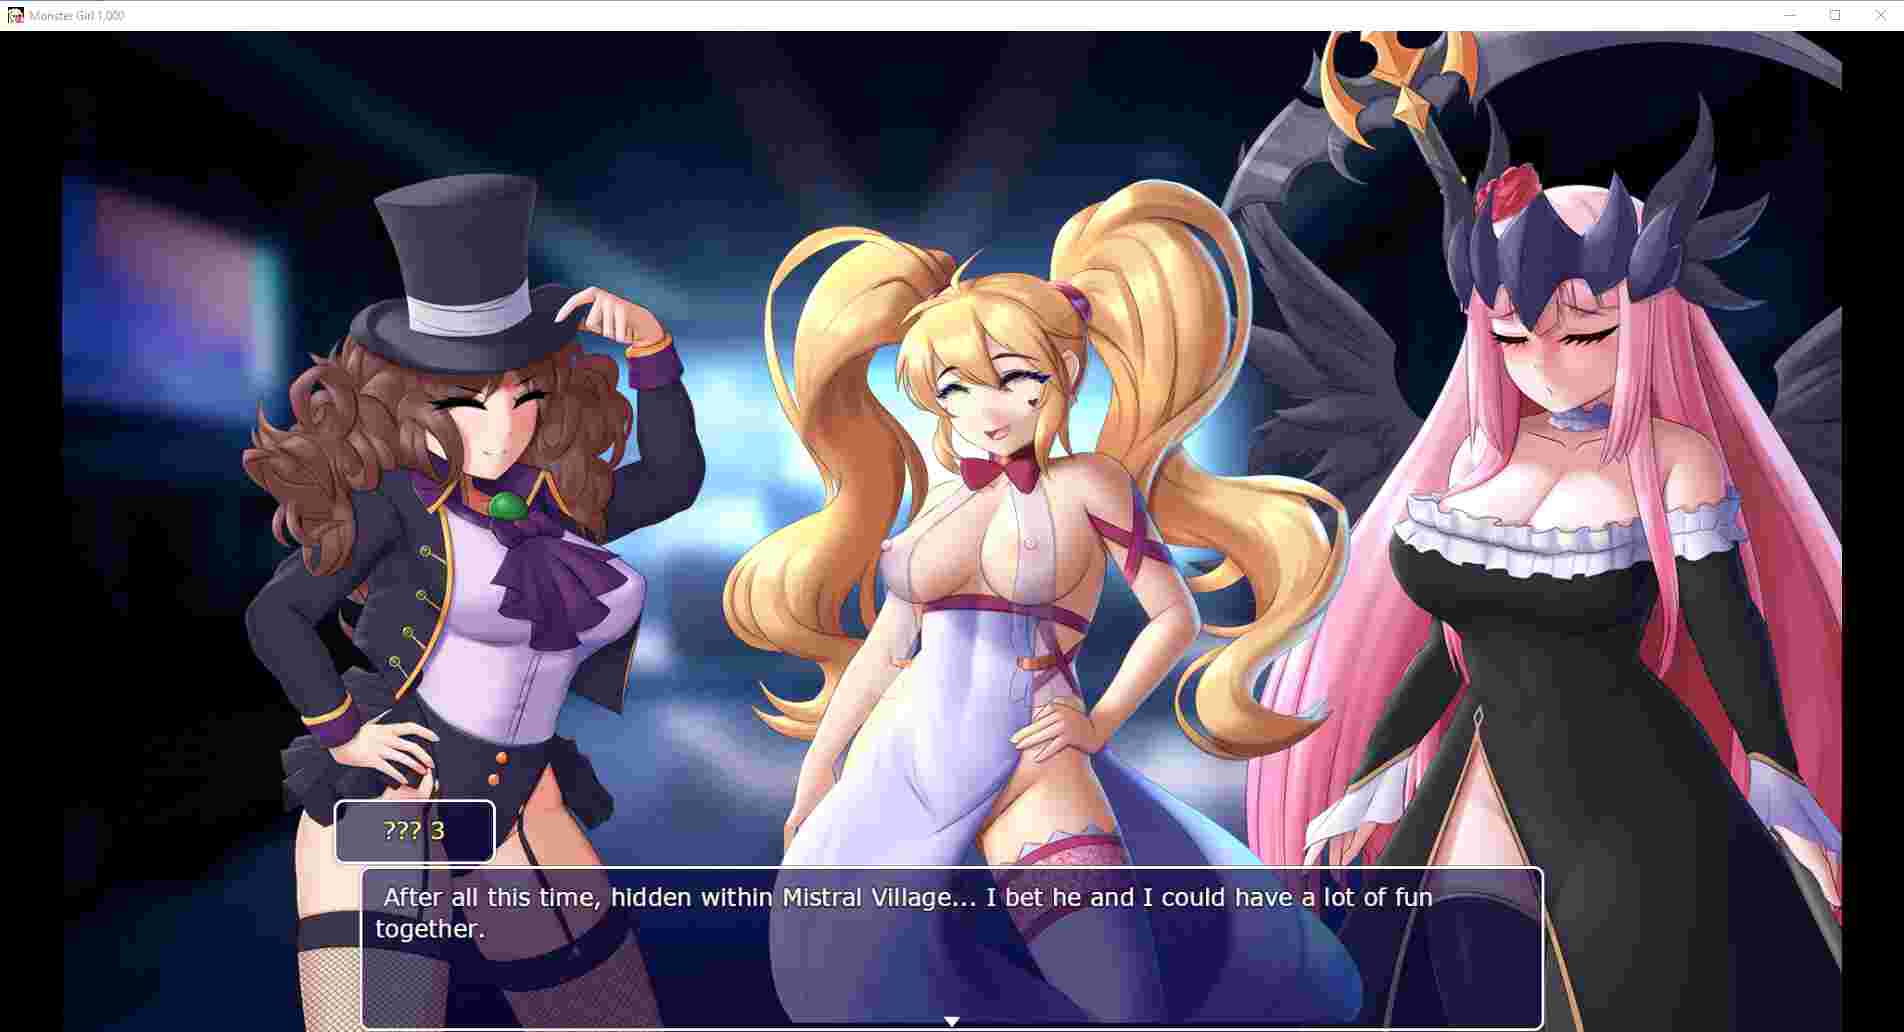 Monster Girl 1,000
??? 3
After all this time, hidden within Mistral Village... I bet he and I could have a lot of fun
together.